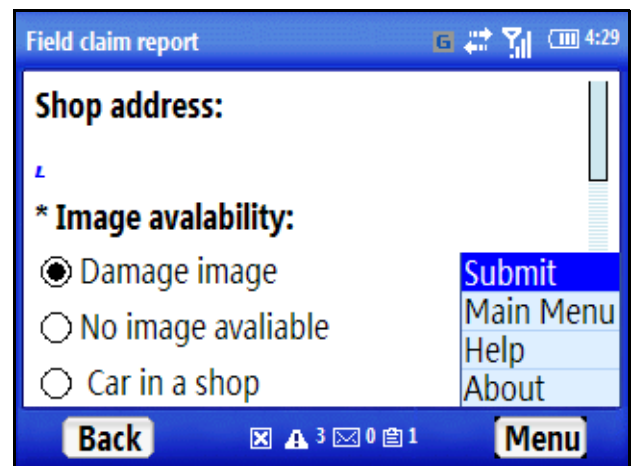 Field claim report G 4:29
Shop address:
L
* Image avalability:
Damage image
No image avaliable
Car in a shop
Submit
Main Menu
Help
About
Back 3 0 1 Menu